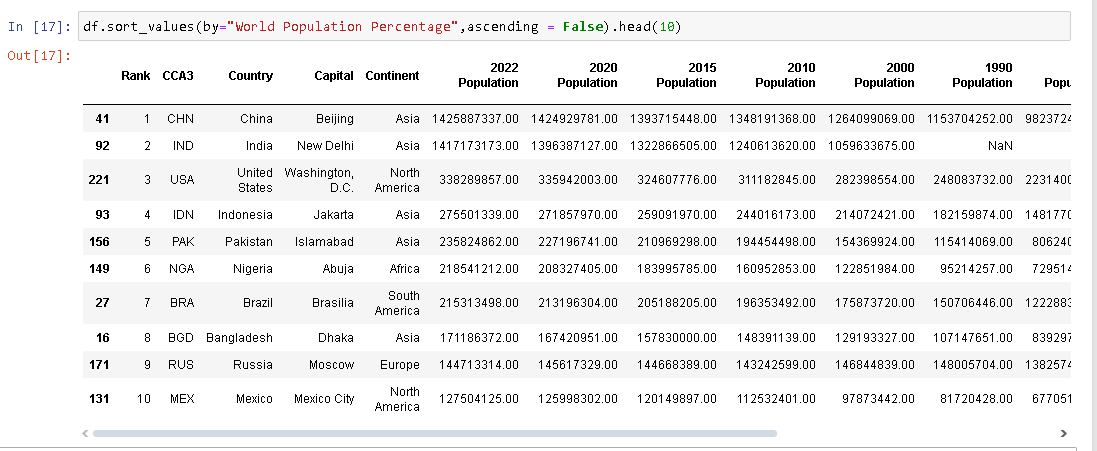 In [17]: df.sort_values(by="World Population Percentage",ascending = False).head(10)
Out[17]:
Rank CCA3 Country Capital Continent 2022 Population 2020 Population 2015 Population 2010 Population 2000 Population 1990 Population Popu
41 1 CHN China Beijing Asia 1425887337.00 1424929781.00 1393715448.00 1348191368.00 1264099069.00 1153704252.00 9823724
92 2 IND India New Delhi Asia 1417173173.00 1396387127.00 1322866505.00 1240613620.00 1059633675.00 NaN
221 3 USA United States Washington, D.C. North America 338289857.00 335942003.00 324607776.00 311182845.00 282398554.00 248083732.00 2231400
93 4 IDN Indonesia Jakarta Asia 275501339.00 271857970.00 259091970.00 244016173.00 214072421.00 182159874.00 1481770
156 5 PAK Pakistan Islamabad Asia 235824862.00 227196741.00 210969298.00 194454498.00 154369924.00 115414069.00 806240
149 6 NGA Nigeria Abuja Africa 218541212.00 208327405.00 183995785.00 160952853.00 122851984.00 95214257.00 729514
27 7 BRA Brazil Brasilia South America 215313498.00 213196304.00 205188205.00 196353492.00 175873720.00 150706446.00 1222883
16 8 BGD Bangladesh Dhaka Asia 171186372.00 167420951.00 157830000.00 148391139.00 129193327.00 107147651.00 839297
171 9 RUS Russia Moscow Europe 144713314.00 145617329.00 144668389.00 143242599.00 146844839.00 148005704.00 1382574
131 10 MEX Mexico Mexico City North America 127504125.00 125998302.00 120149897.00 112532401.00 97873442.00 81720428.00 677051